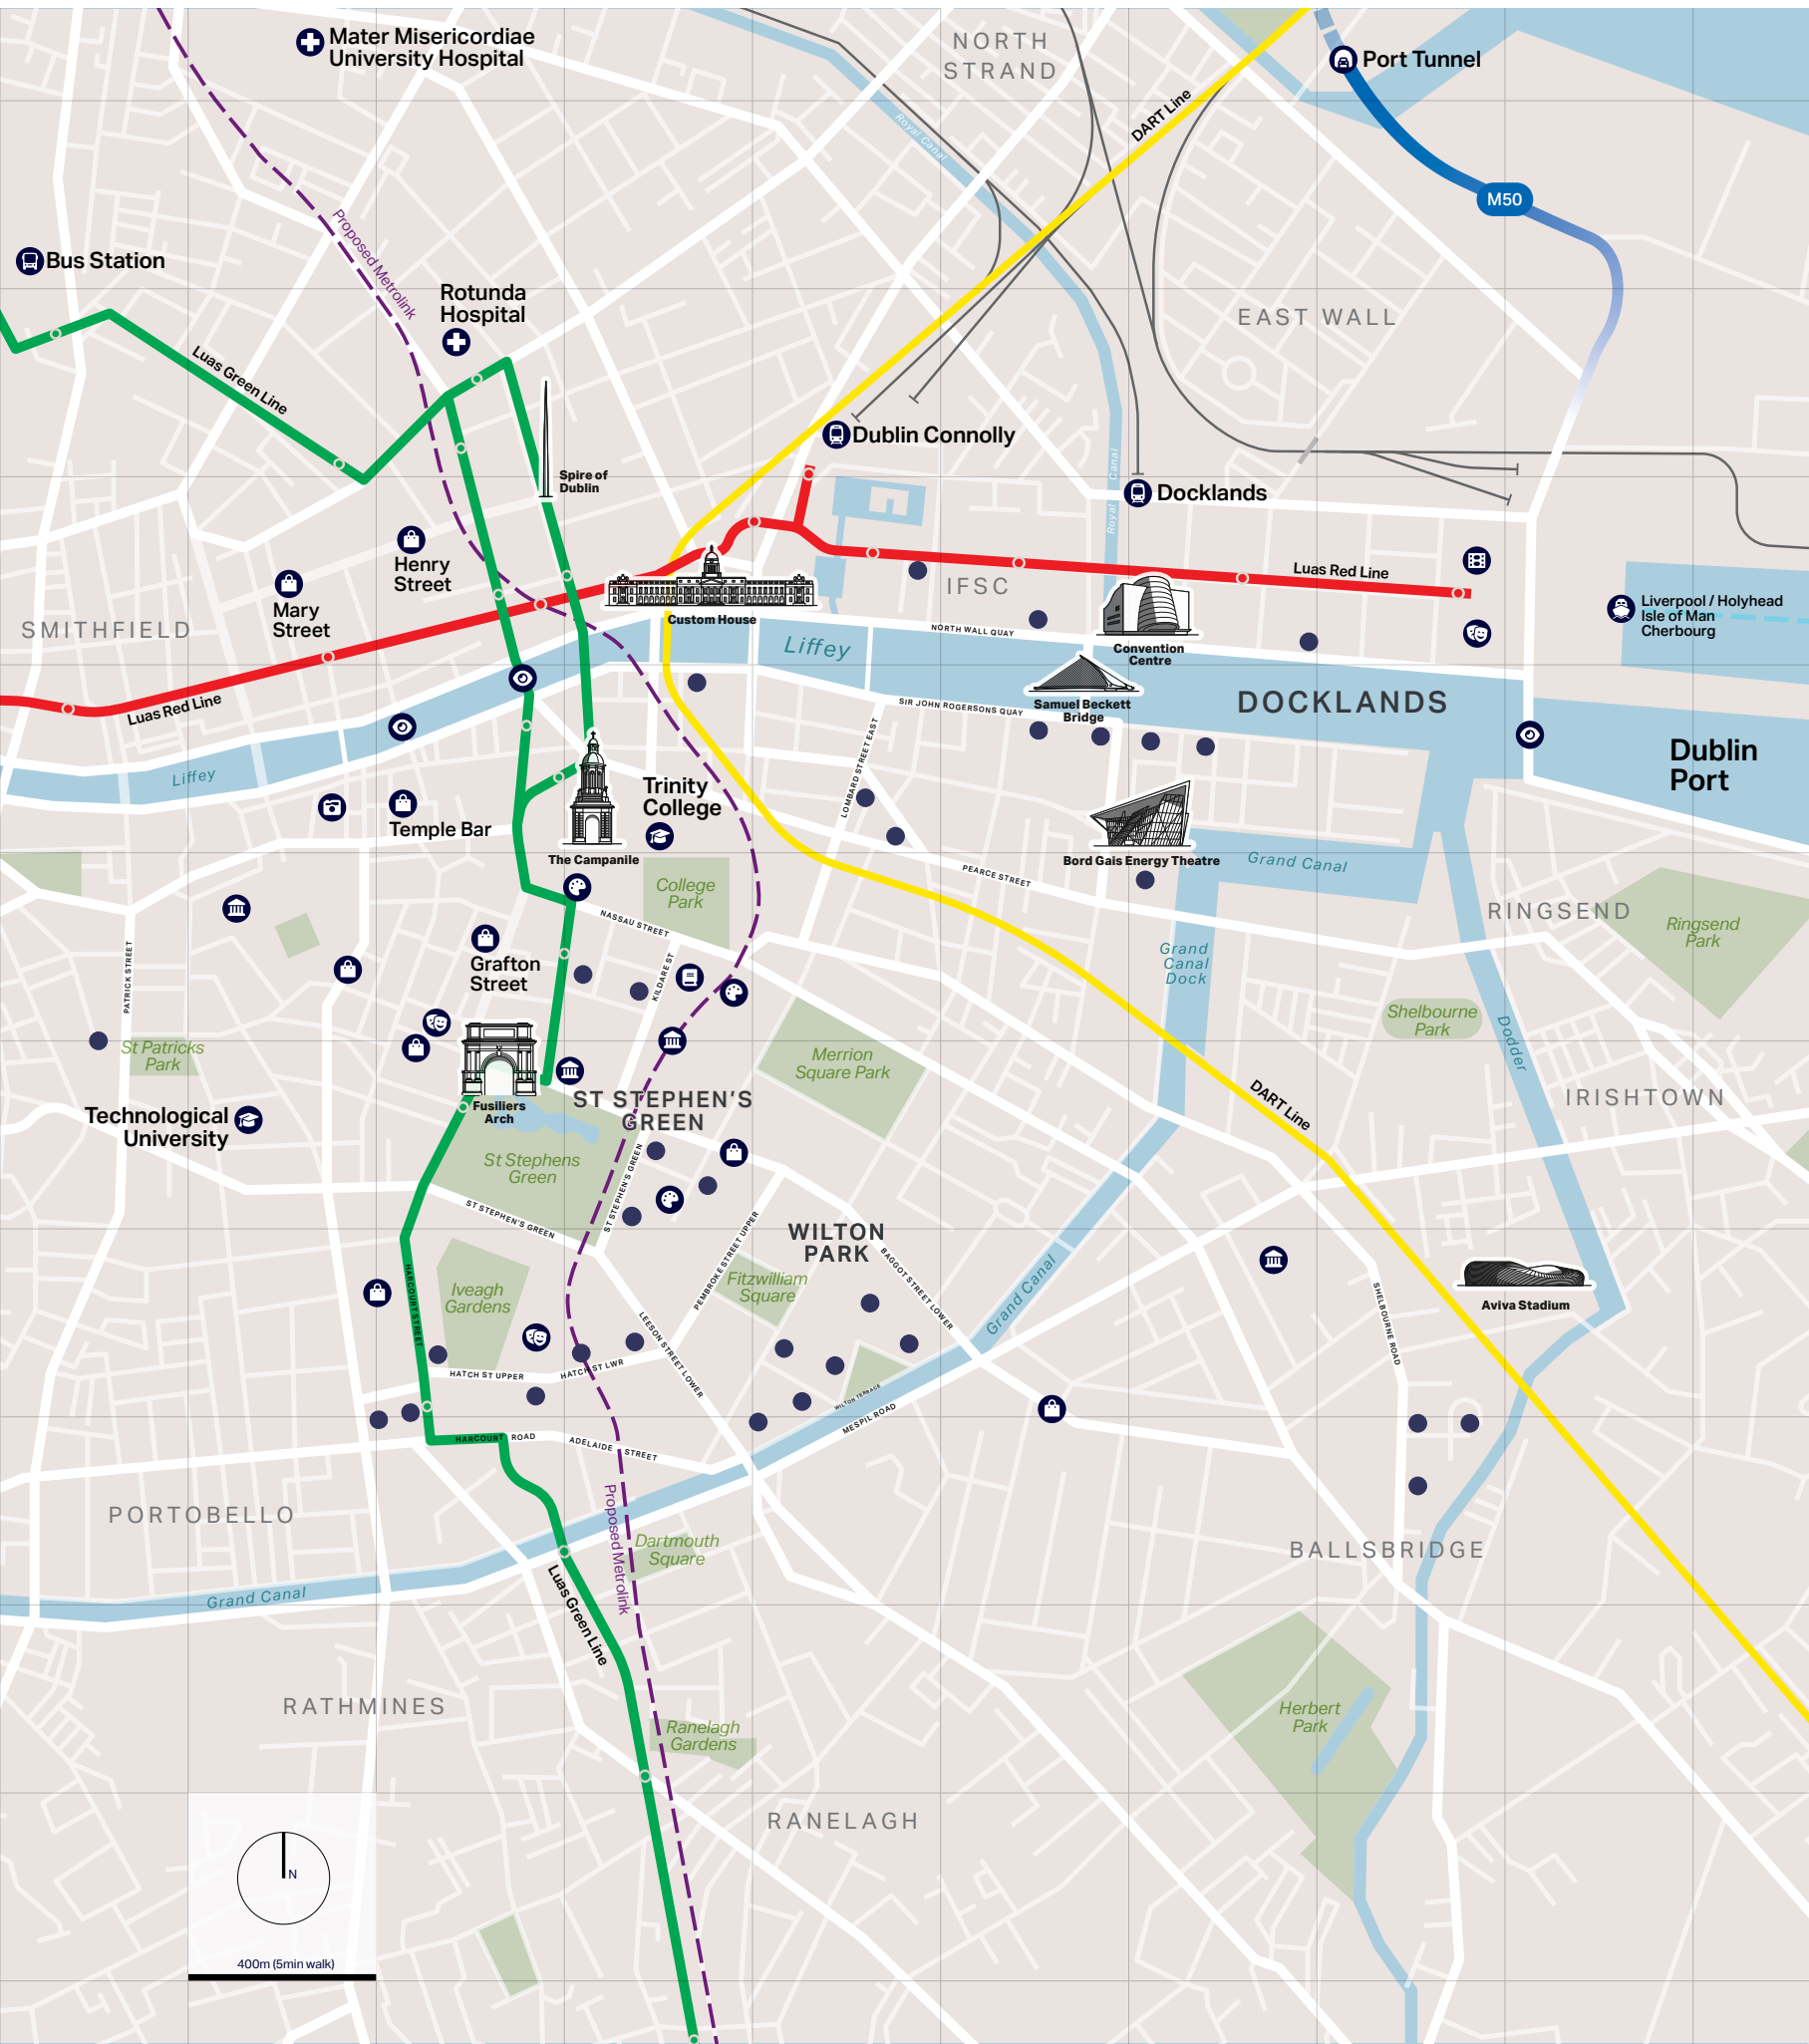 Mater Misericordiae
University Hospital
NORTH
STRAND
Port Tunnel
DART Line
Royal Canal
M50
Proposed Metrolink
Bus Station
Rotunda
Hospital
EAST WALL
Luas Green Line
Dublin Connolly
Spire of
Dublin
Royal Canal
Docklands
Henry
Street
Mary
Street
IFSC
Luas Red Line
Liverpool / Holyhead
Isle of Man
Cherbourg
SMITHFIELD
Custom House
NORTH WALL QUAY
Liffey
Convention
Centre
Luas Red Line
Samuel Beckett
Bridge
SIR JOHN ROGERSONS QUAY
DOCKLANDS
Dublin
Port
Liffey
LOMBARD STREET EAST
Trinity
College
Temple Bar
The Campanile
Bord Gais Energy Theatre
Grand Canal
PEARCE STREET
College
Park
NASSAU STREET
RINGSEND
Ringsend
Park
PATRICK STREET
Grafton
Street
KILDARE ST
Grand
Canal
Dock
Shelbourne
Park
Dodder
St Patricks
Park
Merrion
Square Park
Technological
University
Fusiliers
Arch
ST STEPHEN'S
GREEN
DART Line
IRISHTOWN
St Stephens
Green
ST STEPHEN'S GREEN
ST STEPHEN'S GREEN
PEMBROKE STREET UPPER
WILTON
PARK
BAGGOT STREET LOWER
HARCOURT STREET
Iveagh
Gardens
Fitzwilliam
Square
Grand Canal
SHELBOURNE ROAD
Aviva Stadium
LEESON STREET LOWER
HATCH ST UPPER
HATCH ST LWR
WILTON TERRACE
MESPIL ROAD
HARCOURT ROAD
ADELAIDE STREET
PORTOBELLO
Proposed Metrolink
Dartmouth
Square
BALLSBRIDGE
Grand Canal
Luas Green Line
RATHMINES
Ranelagh
Gardens
Herbert
Park
RANELAGH
N
400m (5min walk)